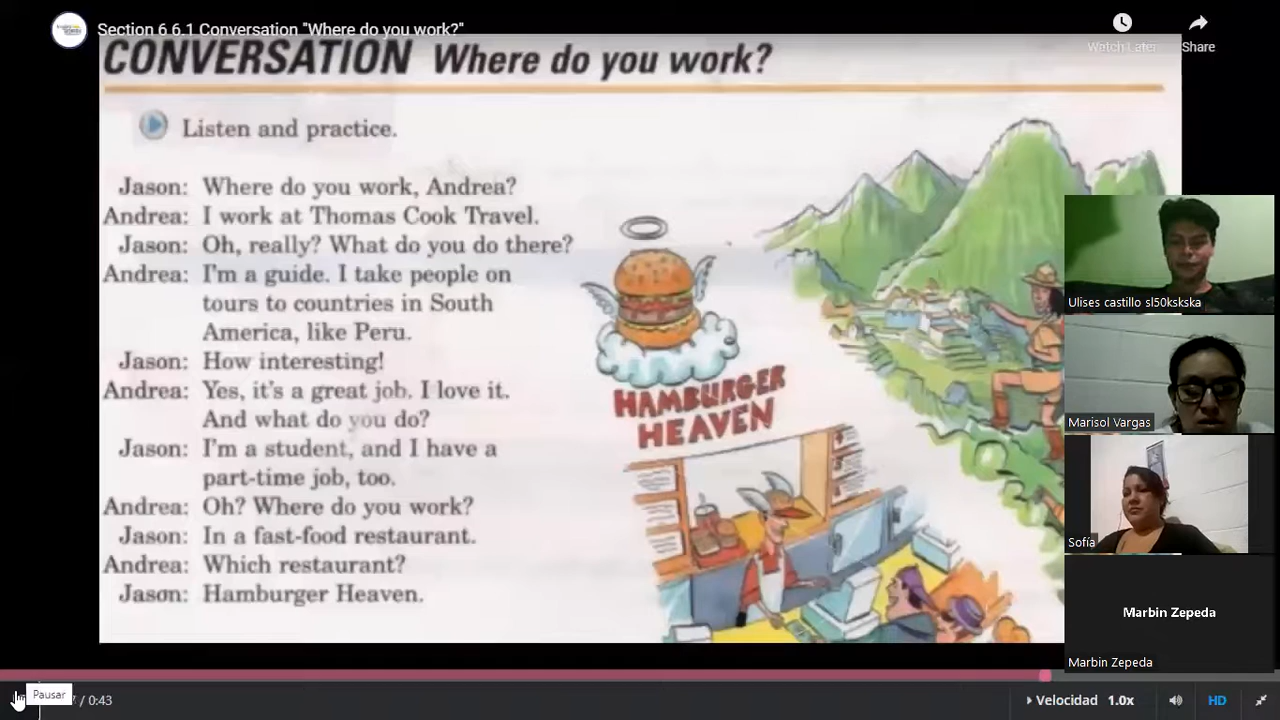 Section 6 6.1 Conversation "Where do you work?"
Watch Later
Share
CONVERSATION Where do you work?
Listen and practice.
Jason: Where do you work, Andrea?
Andrea: I work at Thomas Cook Travel.
Jason: Oh, really? What do you do there?
Andrea: I'm a guide. I take people on
tours to countries in South
America, like Peru.
Jason: How interesting!
Andrea: Yes, it's a great job. I love it.
And what do you do?
Jason: I'm a student, and I have a
part-time job, too.
Andrea: Oh? Where do you work?
Jason: In a fast-food restaurant.
Andrea: Which restaurant?
Jason: Hamburger Heaven.
HAMBURGER
HEAVEN
Ulises castillo sl50kskska
Marisol Vargas
Sofía
Marbin Zepeda
Marbin Zepeda
Pausar
/ 0:43
Velocidad 1.0x
HD